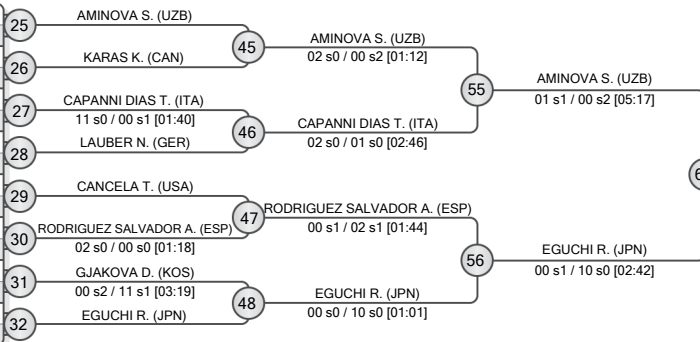 25
AMINOVA S. (UZB)
26
KARAS K. (CAN)
45
AMINOVA S. (UZB)
02 s0 / 00 s2 [01:12]
27
CAPANNI DIAS T. (ITA)
11 s0 / 00 s1 [01:40]
28
LAUBER N. (GER)
46
CAPANNI DIAS T. (ITA)
02 s0 / 01 s0 [02:46]
55
AMINOVA S. (UZB)
01 s1 / 00 s2 [05:17]
29
CANCELA T. (USA)
30
RODRIGUEZ SALVADOR A. (ESP)
02 s0 / 00 s0 [01:18]
47
RODRIGUEZ SALVADOR A. (ESP)
00 s1 / 02 s1 [01:44]
31
GJAKOVA D. (KOS)
00 s2 / 11 s1 [03:19]
32
EGUCHI R. (JPN)
48
EGUCHI R. (JPN)
00 s0 / 10 s0 [01:01]
56
EGUCHI R. (JPN)
00 s1 / 10 s0 [02:42]